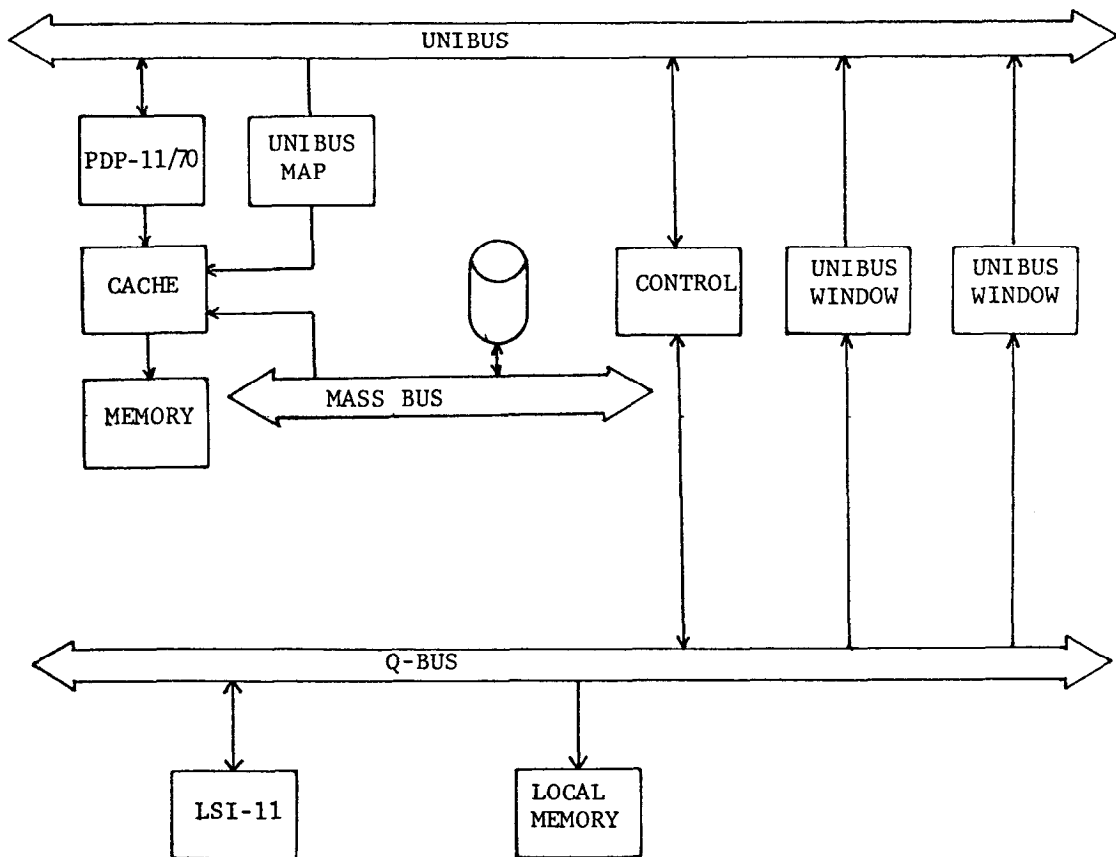 UNIBUS
PDP-11/70
UNIBUS
MAP
CACHE
CONTROL
UNIBUS
WINDOW
UNIBUS
WINDOW
MEMORY
MASS BUS
Q-BUS
LSI-11
LOCAL
MEMORY